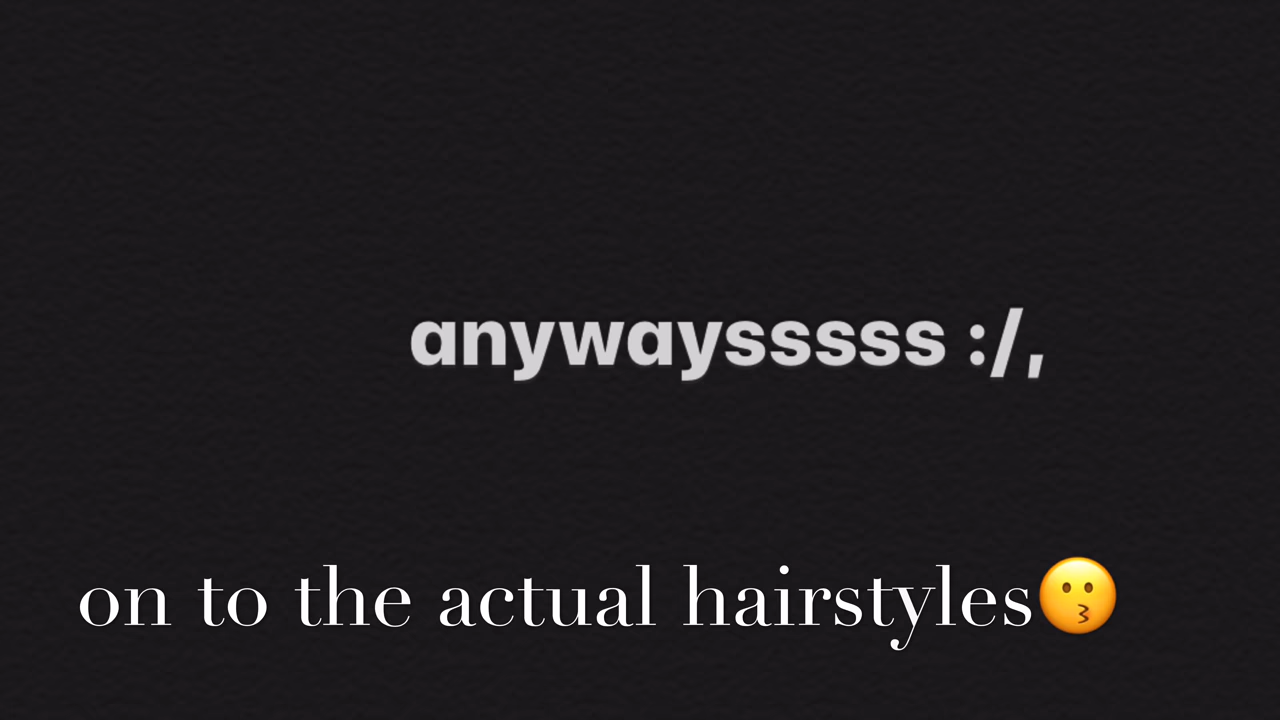 anywaysssss :/,
on to the actual hairstyles😗